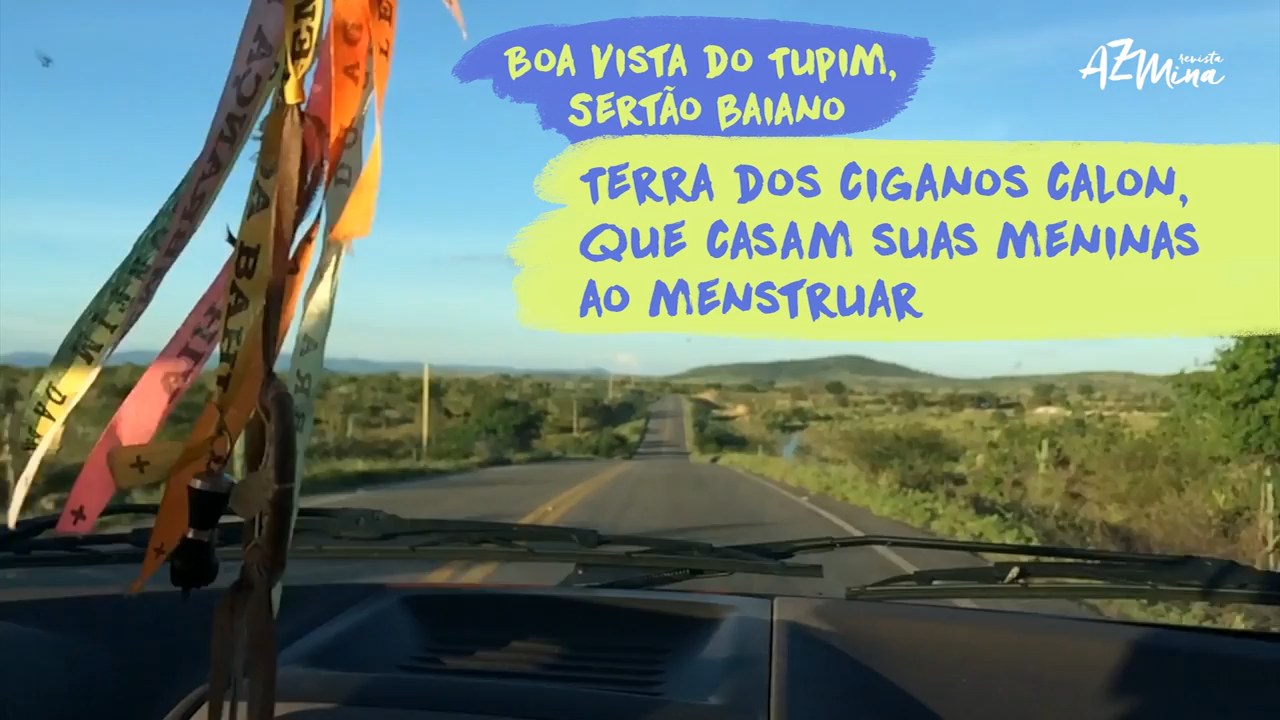 BOA VISTA DO TUPIM,
SERTÃO BAIANO
revista
AZMina
TERRA DOS CIGANOS CALON,
QUE CASAM SUAS MENINAS
AO MENSTRUAR